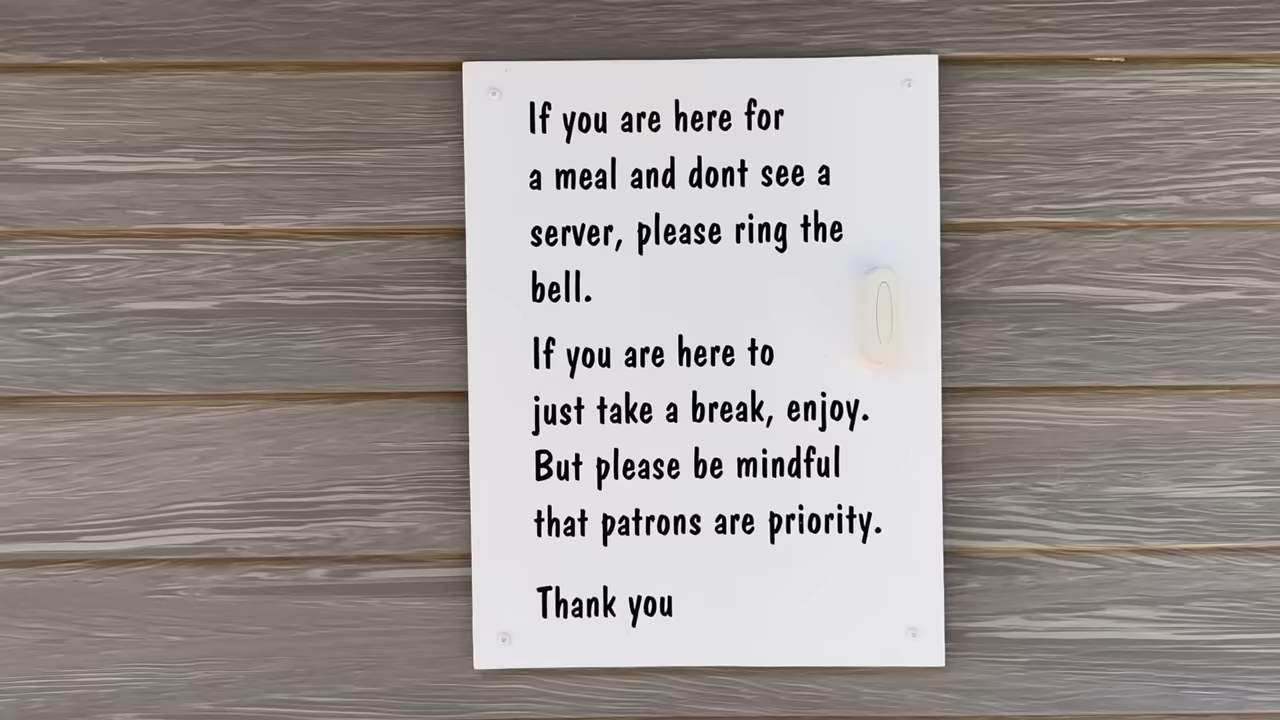 If you are here for
a meal and dont see a
server, please ring the
bell.
If you are here to
just take a break, enjoy.
But please be mindful
that patrons are priority.
Thank you